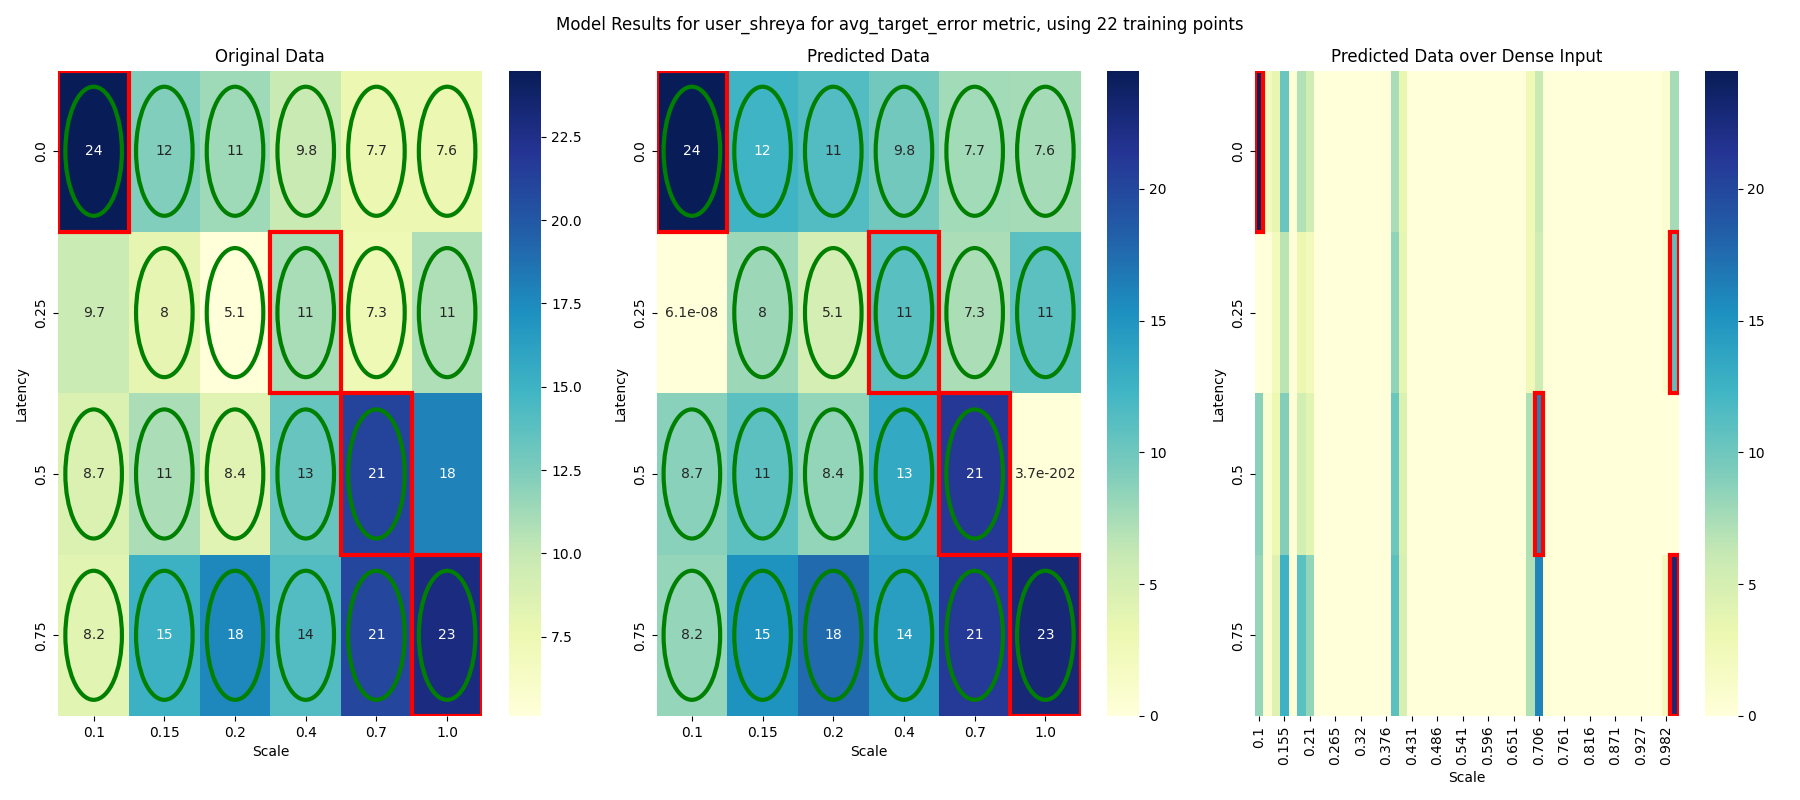 Model Results for user_shreya for avg_target_error metric, using 22 training points
Original Data
Latency
0.0 24 12 11 9.8 7.7 7.6
0.25 9.7 8 5.1 11 7.3 11
0.5 8.7 11 8.4 13 21 18
0.75 8.2 15 18 14 21 23
0.1 0.15 0.2 0.4 0.7 1.0
Scale
22.5
20.0
17.5
15.0
12.5
10.0
7.5
Predicted Data
Latency
0.0 24 12 11 9.8 7.7 7.6
0.25 6.1e-08 8 5.1 11 7.3 11
0.5 8.7 11 8.4 13 21 3.7e-202
0.75 8.2 15 18 14 21 23
0.1 0.15 0.2 0.4 0.7 1.0
Scale
20
15
10
5
0
Predicted Data over Dense Input
Latency
0.0
0.25
0.5
0.75
0.1 0.155 0.21 0.265 0.32 0.376 0.431 0.486 0.541 0.596 0.651 0.706 0.761 0.816 0.871 0.927 0.982
Scale
20
15
10
5
0